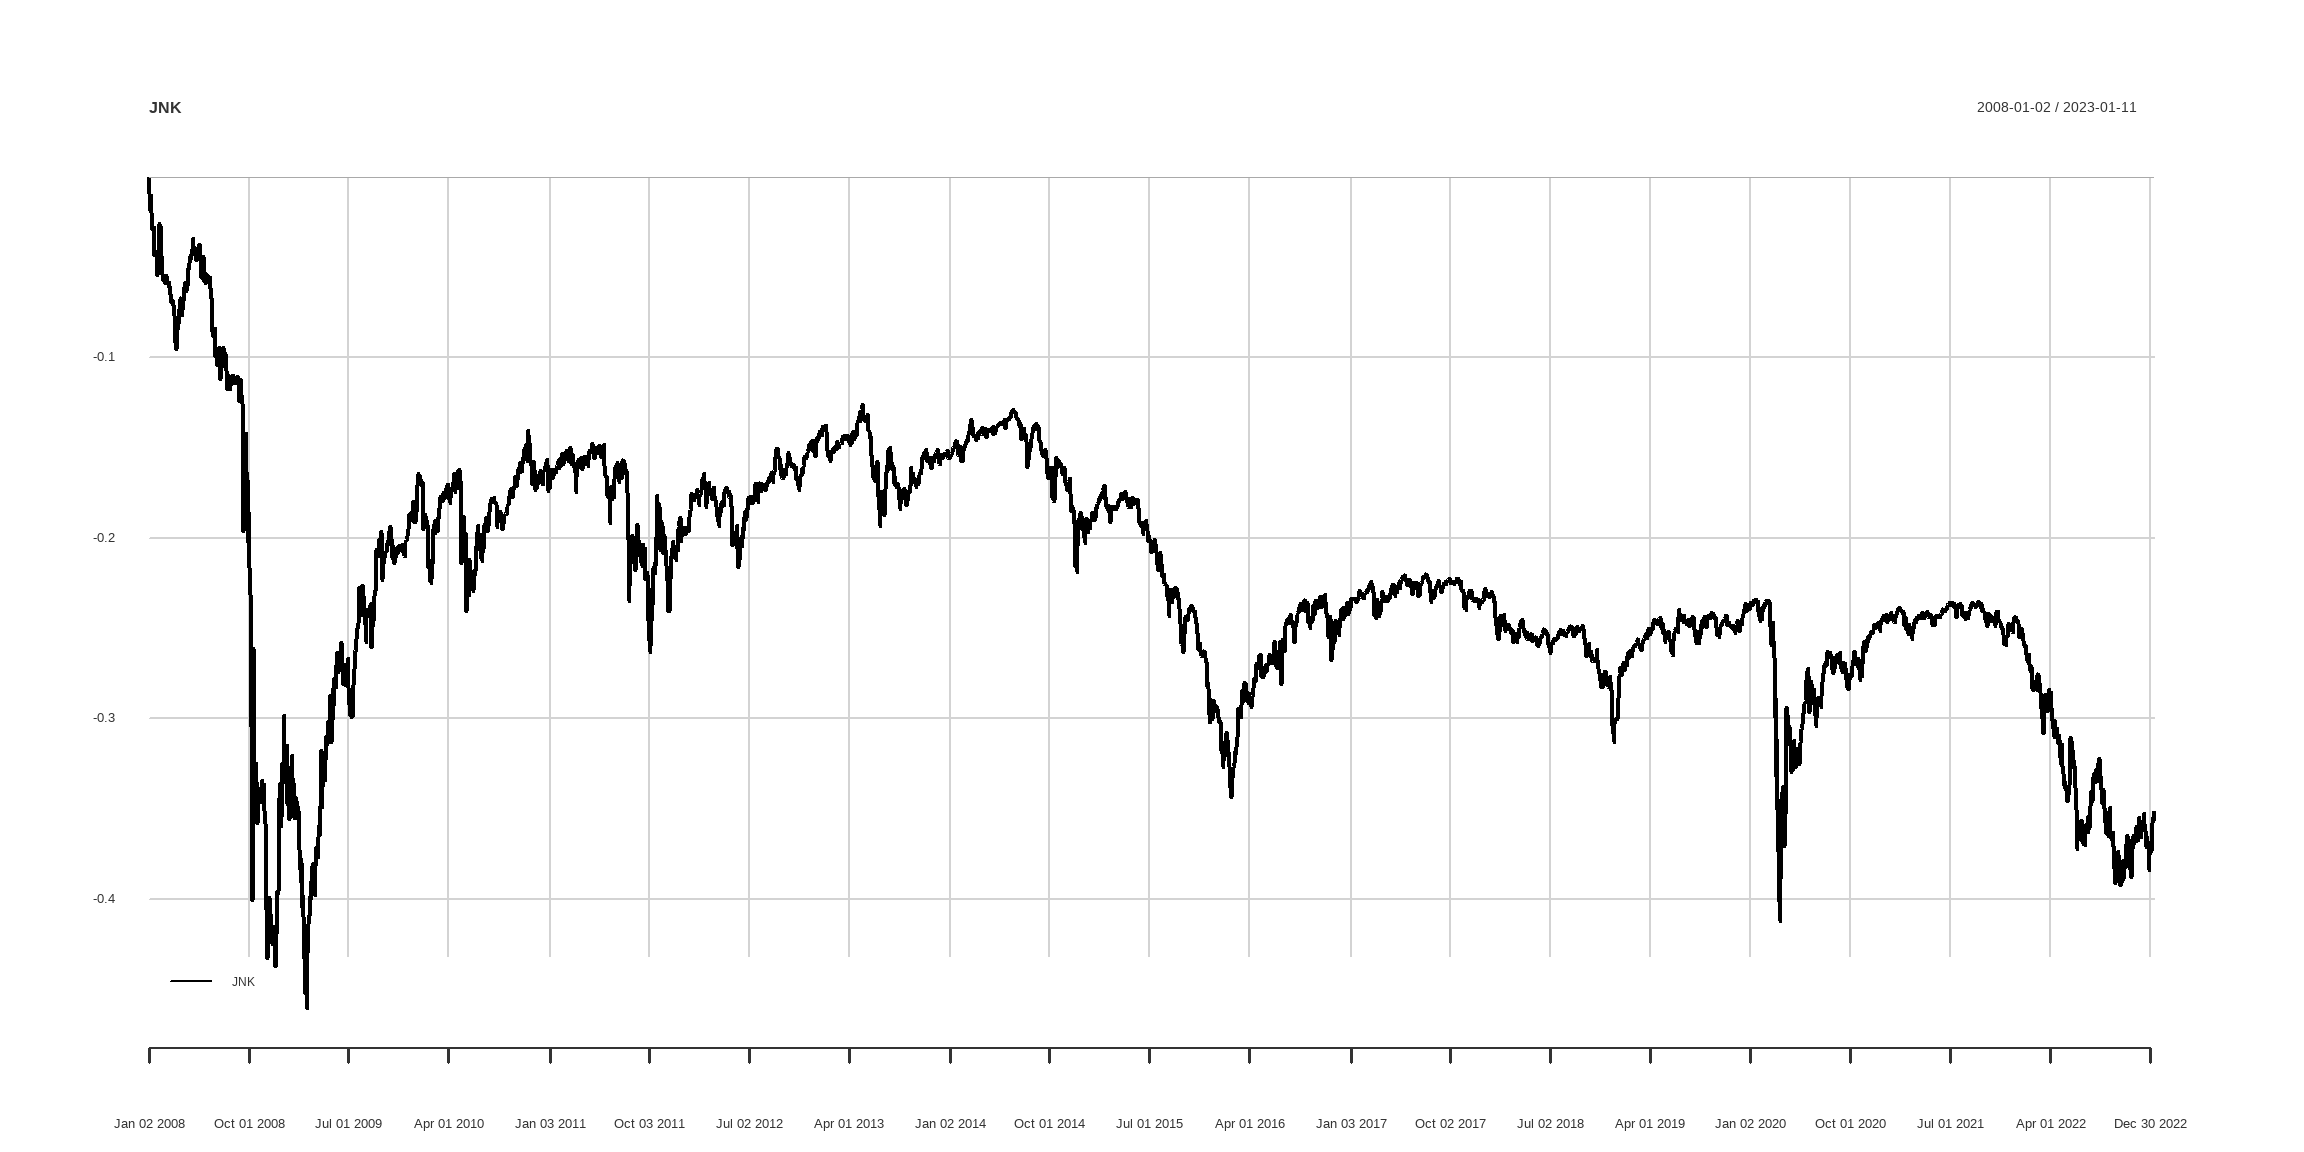 JNK 2008-01-02 / 2023-01-11
-0.1
-0.2
-0.3
-0.4
JNK
Jan 02 2008 Oct 01 2008 Jul 01 2009 Apr 01 2010 Jan 03 2011 Oct 03 2011 Jul 02 2012 Apr 01 2013 Jan 02 2014 Oct 01 2014 Jul 01 2015 Apr 01 2016 Jan 03 2017 Oct 02 2017 Jul 02 2018 Apr 01 2019 Jan 02 2020 Oct 01 2020 Jul 01 2021 Apr 01 2022 Dec 30 2022